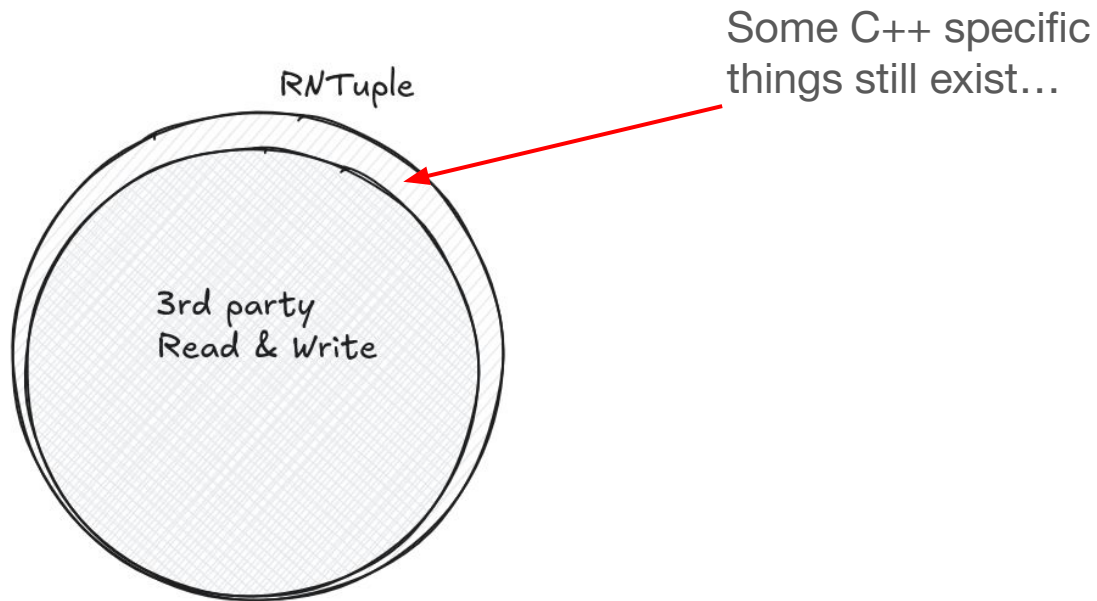 Some C++ specific
things still exist…
RNTuple
3rd party
Read & Write